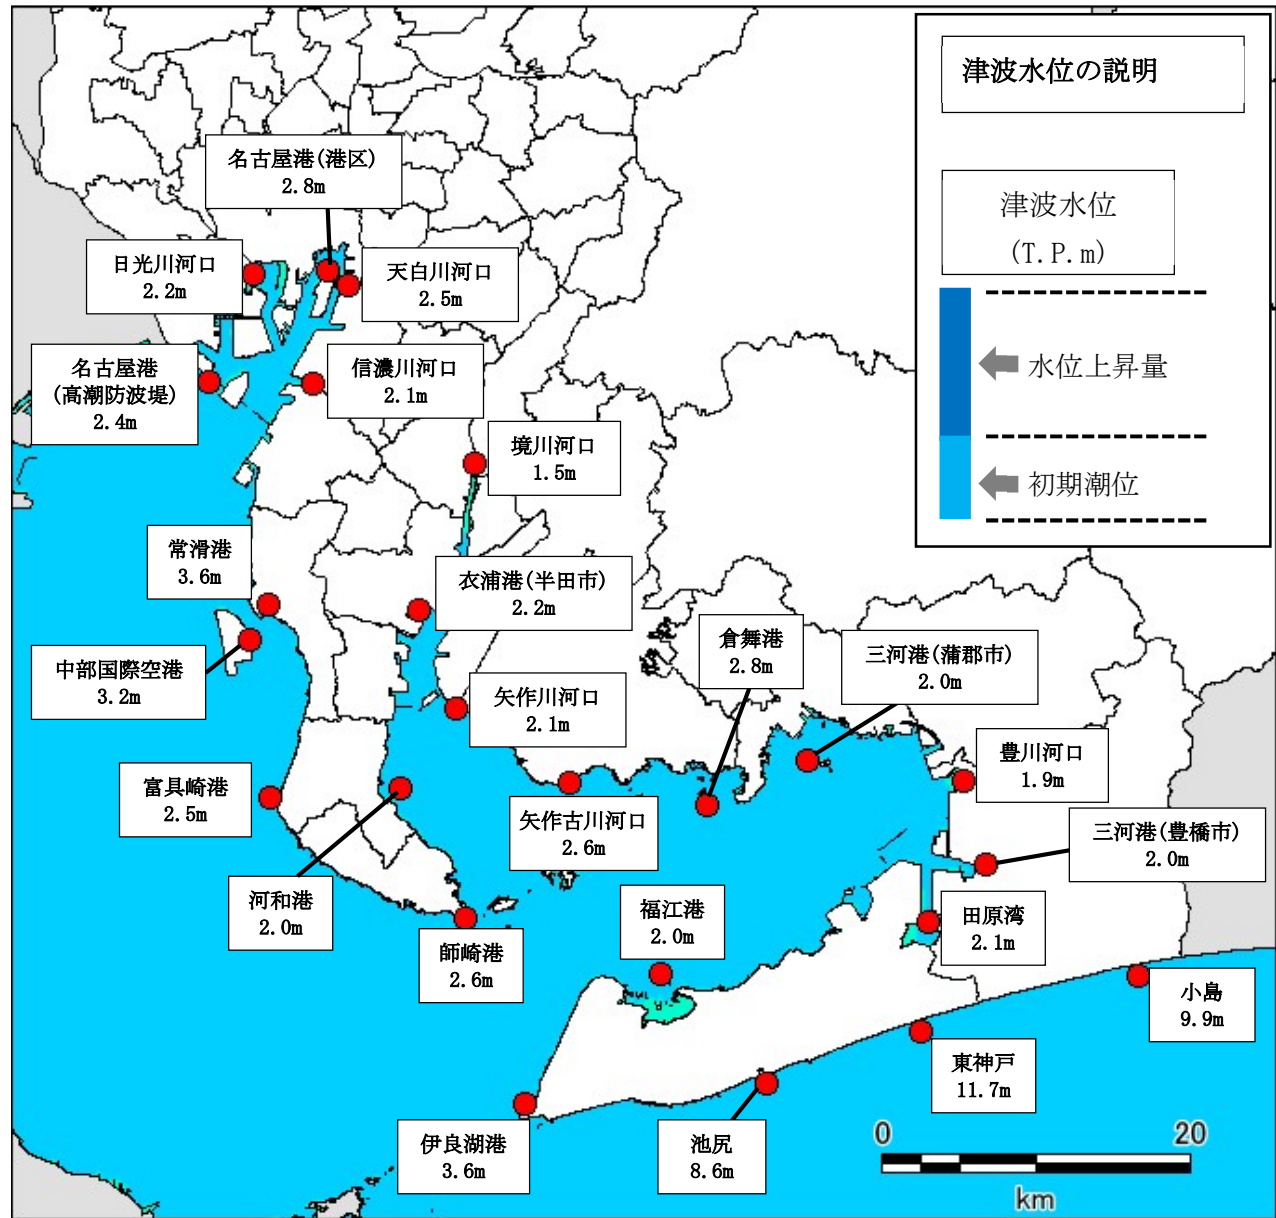 津波水位の説明
津波水位
(T.P.m)
水位上昇量
初期潮位
名古屋港(港区)
2.8m
日光川河口
2.2m
天白川河口
2.5m
名古屋港
(高潮防波堤)
2.4m
信濃川河口
2.1m
境川河口
1.5m
常滑港
3.6m
衣浦港(半田市)
2.2m
倉舞港
2.8m
三河港(蒲郡市)
2.0m
中部国際空港
3.2m
矢作川河口
2.1m
豊川河口
1.9m
富具崎港
2.5m
矢作古川河口
2.6m
三河港(豊橋市)
2.0m
河和港
2.0m
福江港
2.0m
田原湾
2.1m
師崎港
2.6m
小島
9.9m
東神戸
11.7m
伊良湖港
3.6m
池尻
8.6m
0 20
km